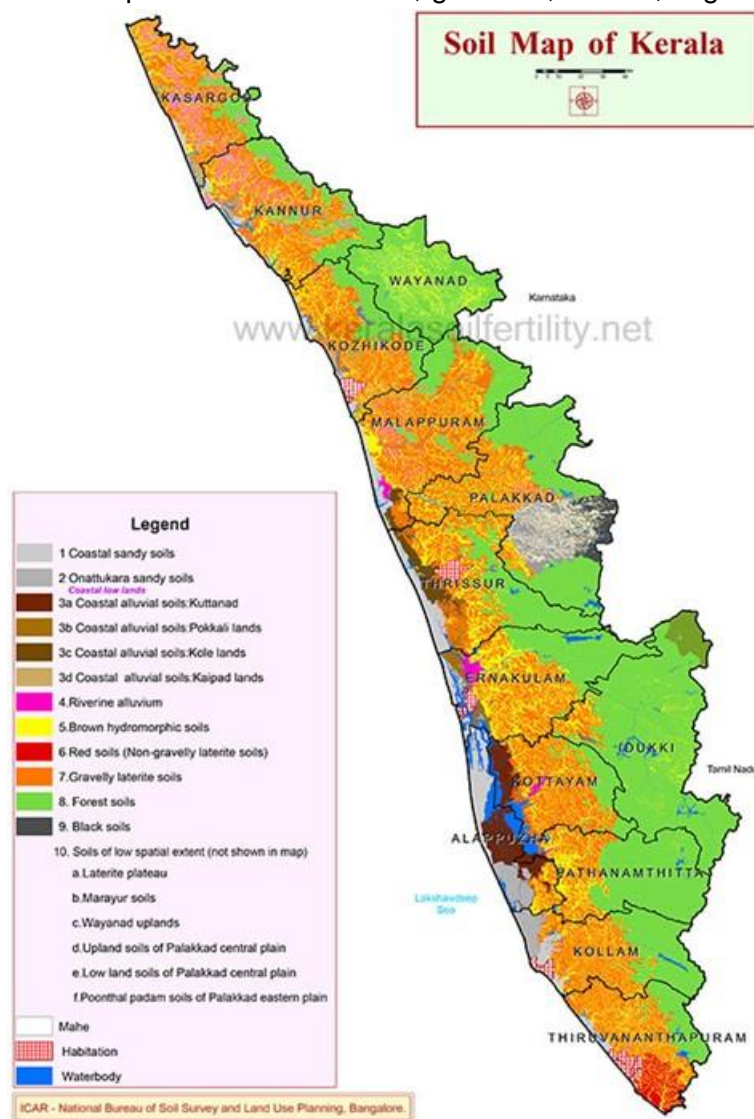 Soil Map of Kerala
KASARGOD
KANNUR
WAYANAD
Karnataka
www.keralasoilfertility.net
KOZHIKODE
MALAPPURAM
PALAKKAD
THRISSUR
ERNAKULAM
IDUKKI
Tamil Nadu
KOTTAYAM
ALAPPUZHA
PATHANAMTHITTA
Lakshawdeep
Sea
KOLLAM
THIRUVANANTHAPURAM
Legend
1 Coastal sandy soils
2 Onattukara sandy soils
Coastal low lands
3a Coastal alluvial soils:Kuttanad
3b Coastal alluvial soils:Pokkali lands
3c Coastal alluvial soils:Kole lands
3d Coastal alluvial soils:Kaipad lands
4.Riverine alluvium
5.Brown hydromorphic soils
6 Red soils (Non-gravelly laterite soils)
7.Gravelly laterite soils
8. Forest soils
9. Black soils
10. Soils of low spatial extent (not shown in map)
a.Laterite plateau
b.Marayur soils
c.Wayanad uplands
d.Upland soils of Palakkad central plain
e.Low land soils of Palakkad central plain
f.Poonthal padam soils of Palakkad eastern plain
Mahe
Habitation
Waterbody
ICAR - National Bureau of Soil Survey and Land Use Planning, Bangalore.